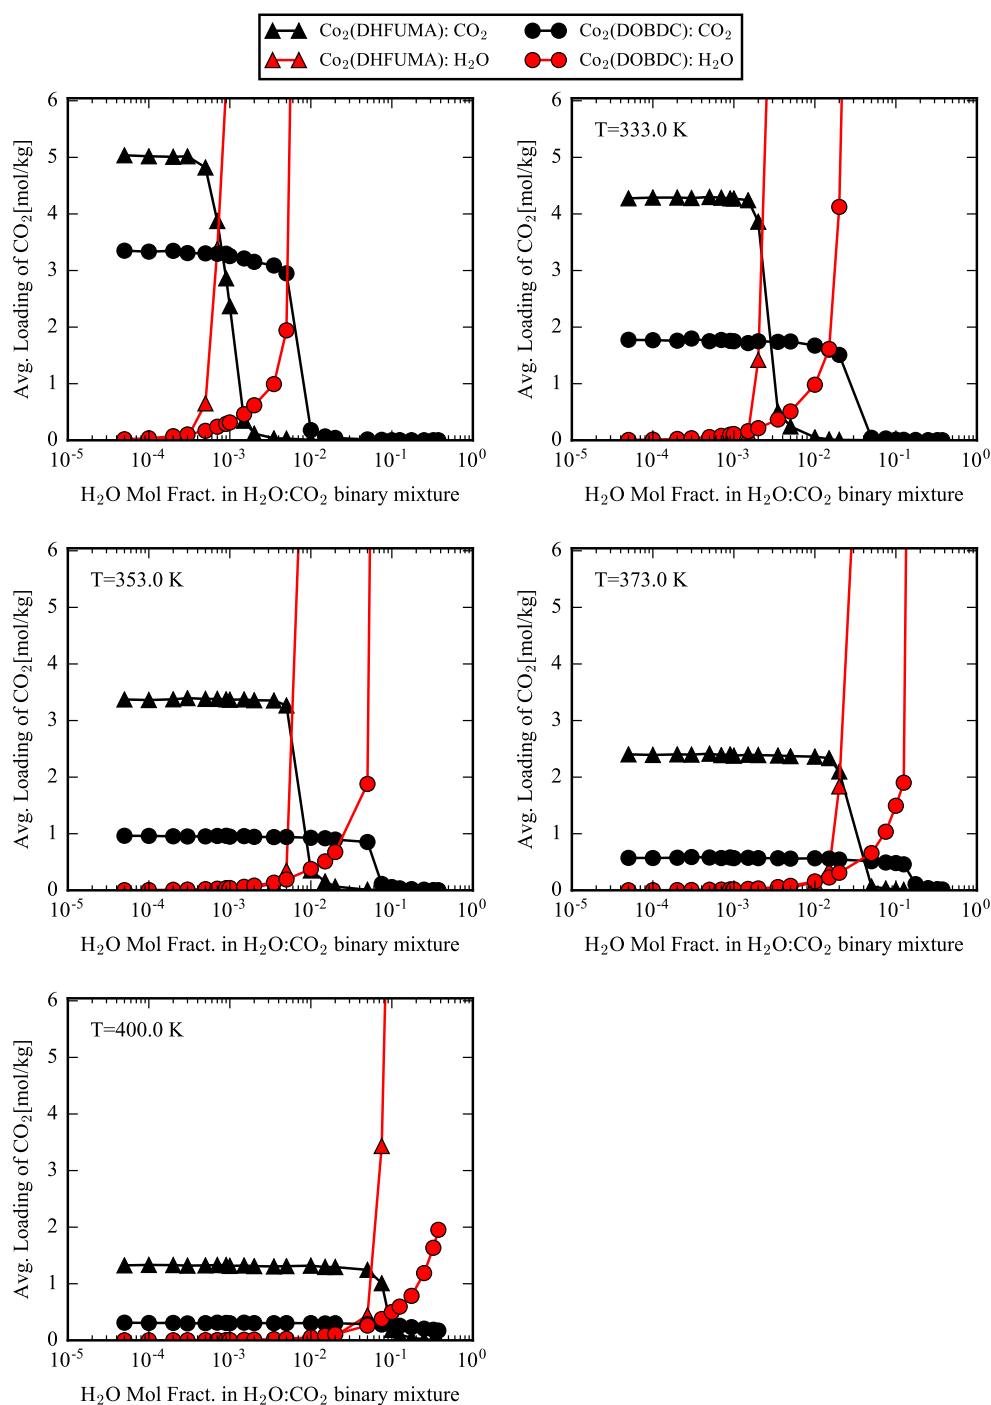 Co₂(DHFUMA): CO₂ Co₂(DOBDC): CO₂
Co₂(DHFUMA): H₂O Co₂(DOBDC): H₂O
Avg. Loading of CO₂[mol/kg]
6
5
4
3
2
1
0
10⁻⁵ 10⁻⁴ 10⁻³ 10⁻² 10⁻¹ 10⁰
H₂O Mol Fract. in H₂O:CO₂ binary mixture
T=333.0 K
Avg. Loading of CO₂[mol/kg]
6
5
4
3
2
1
0
10⁻⁵ 10⁻⁴ 10⁻³ 10⁻² 10⁻¹ 10⁰
H₂O Mol Fract. in H₂O:CO₂ binary mixture
T=353.0 K
Avg. Loading of CO₂[mol/kg]
6
5
4
3
2
1
0
10⁻⁵ 10⁻⁴ 10⁻³ 10⁻² 10⁻¹ 10⁰
H₂O Mol Fract. in H₂O:CO₂ binary mixture
T=373.0 K
Avg. Loading of CO₂[mol/kg]
6
5
4
3
2
1
0
10⁻⁵ 10⁻⁴ 10⁻³ 10⁻² 10⁻¹ 10⁰
H₂O Mol Fract. in H₂O:CO₂ binary mixture
T=400.0 K
Avg. Loading of CO₂[mol/kg]
6
5
4
3
2
1
0
10⁻⁵ 10⁻⁴ 10⁻³ 10⁻² 10⁻¹ 10⁰
H₂O Mol Fract. in H₂O:CO₂ binary mixture